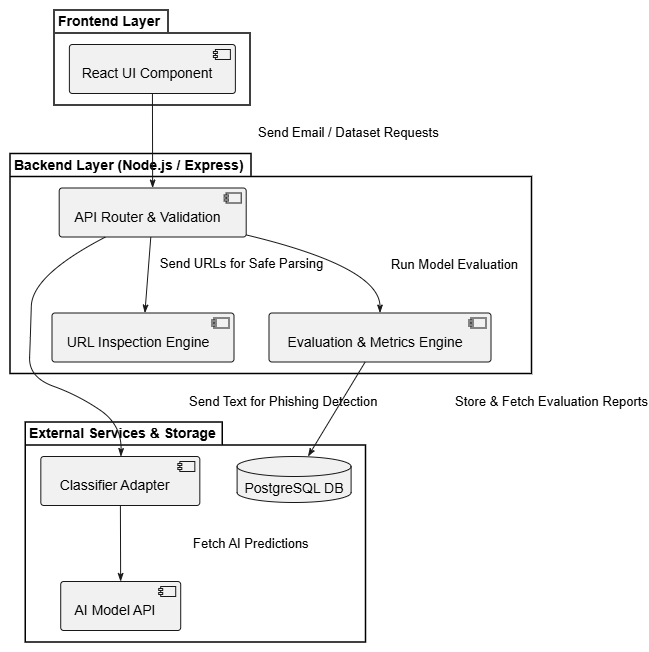 Frontend Layer
React UI Component
Send Email / Dataset Requests
Backend Layer (Node.js / Express)
API Router & Validation
Send URLs for Safe Parsing
Run Model Evaluation
URL Inspection Engine
Evaluation & Metrics Engine
Send Text for Phishing Detection
Store & Fetch Evaluation Reports
External Services & Storage
Classifier Adapter
PostgreSQL DB
Fetch AI Predictions
AI Model API